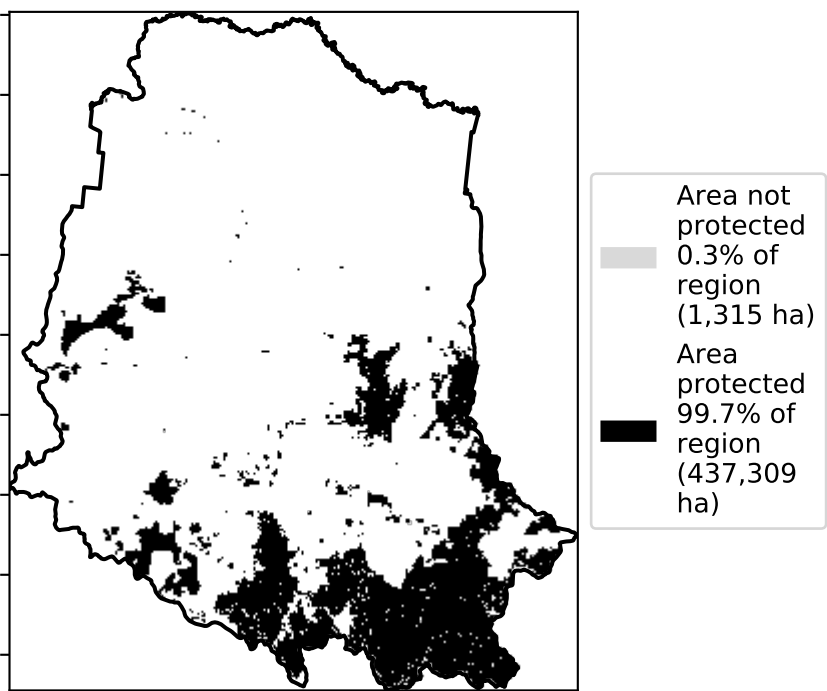 Area not
protected
0.3% of
region
(1,315 ha)
Area
protected
99.7% of
region
(437,309
ha)